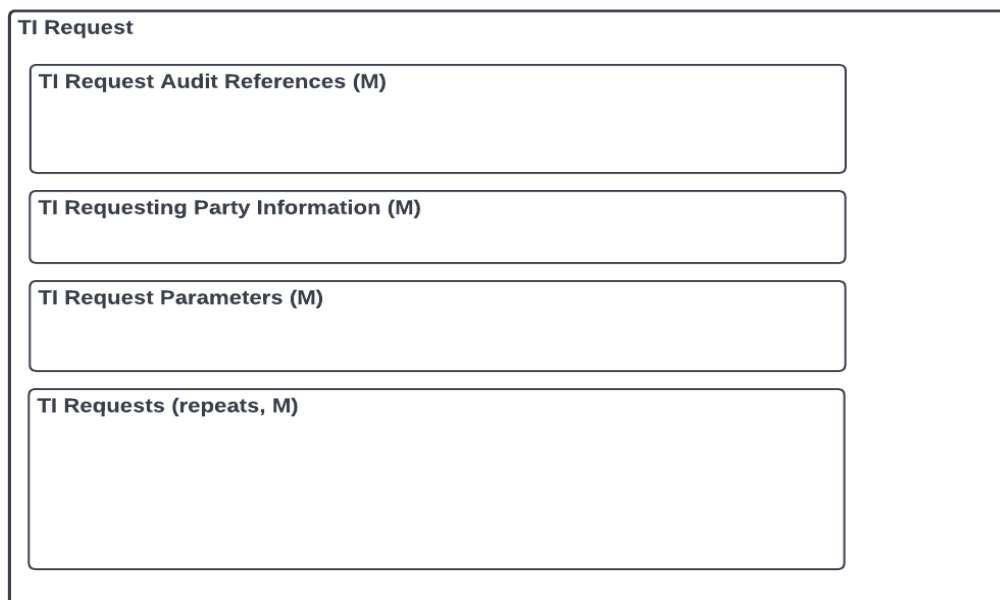 TI Request
TI Request Audit References (M)
TI Requesting Party Information (M)
TI Request Parameters (M)
TI Requests (repeats, M)